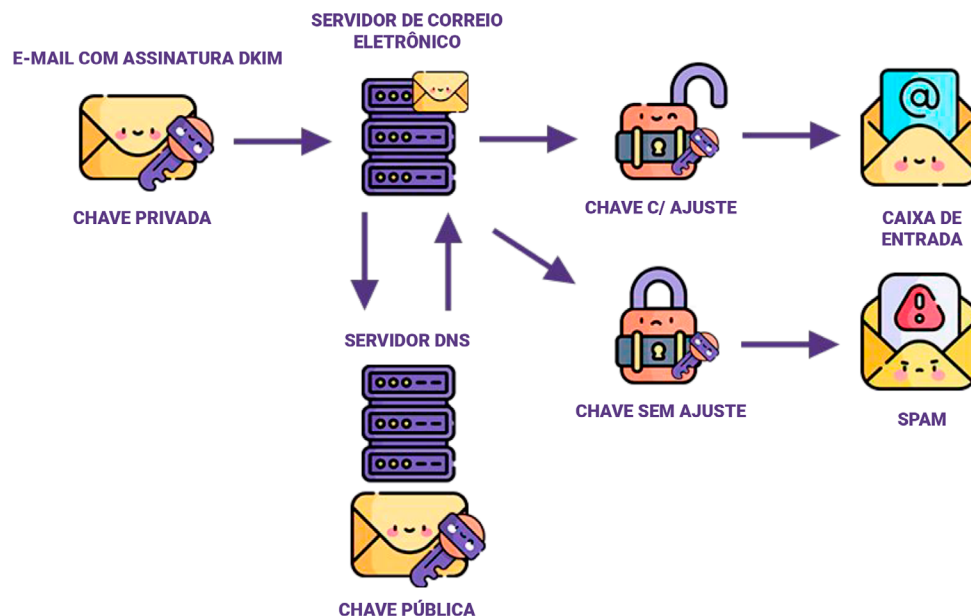 SERVIDOR DE CORREIO
ELETRÔNICO
E-MAIL COM ASSINATURA DKIM
CHAVE PRIVADA
CHAVE C/ AJUSTE
CAIXA DE
ENTRADA
SERVIDOR DNS
CHAVE SEM AJUSTE
SPAM
CHAVE PÚBLICA